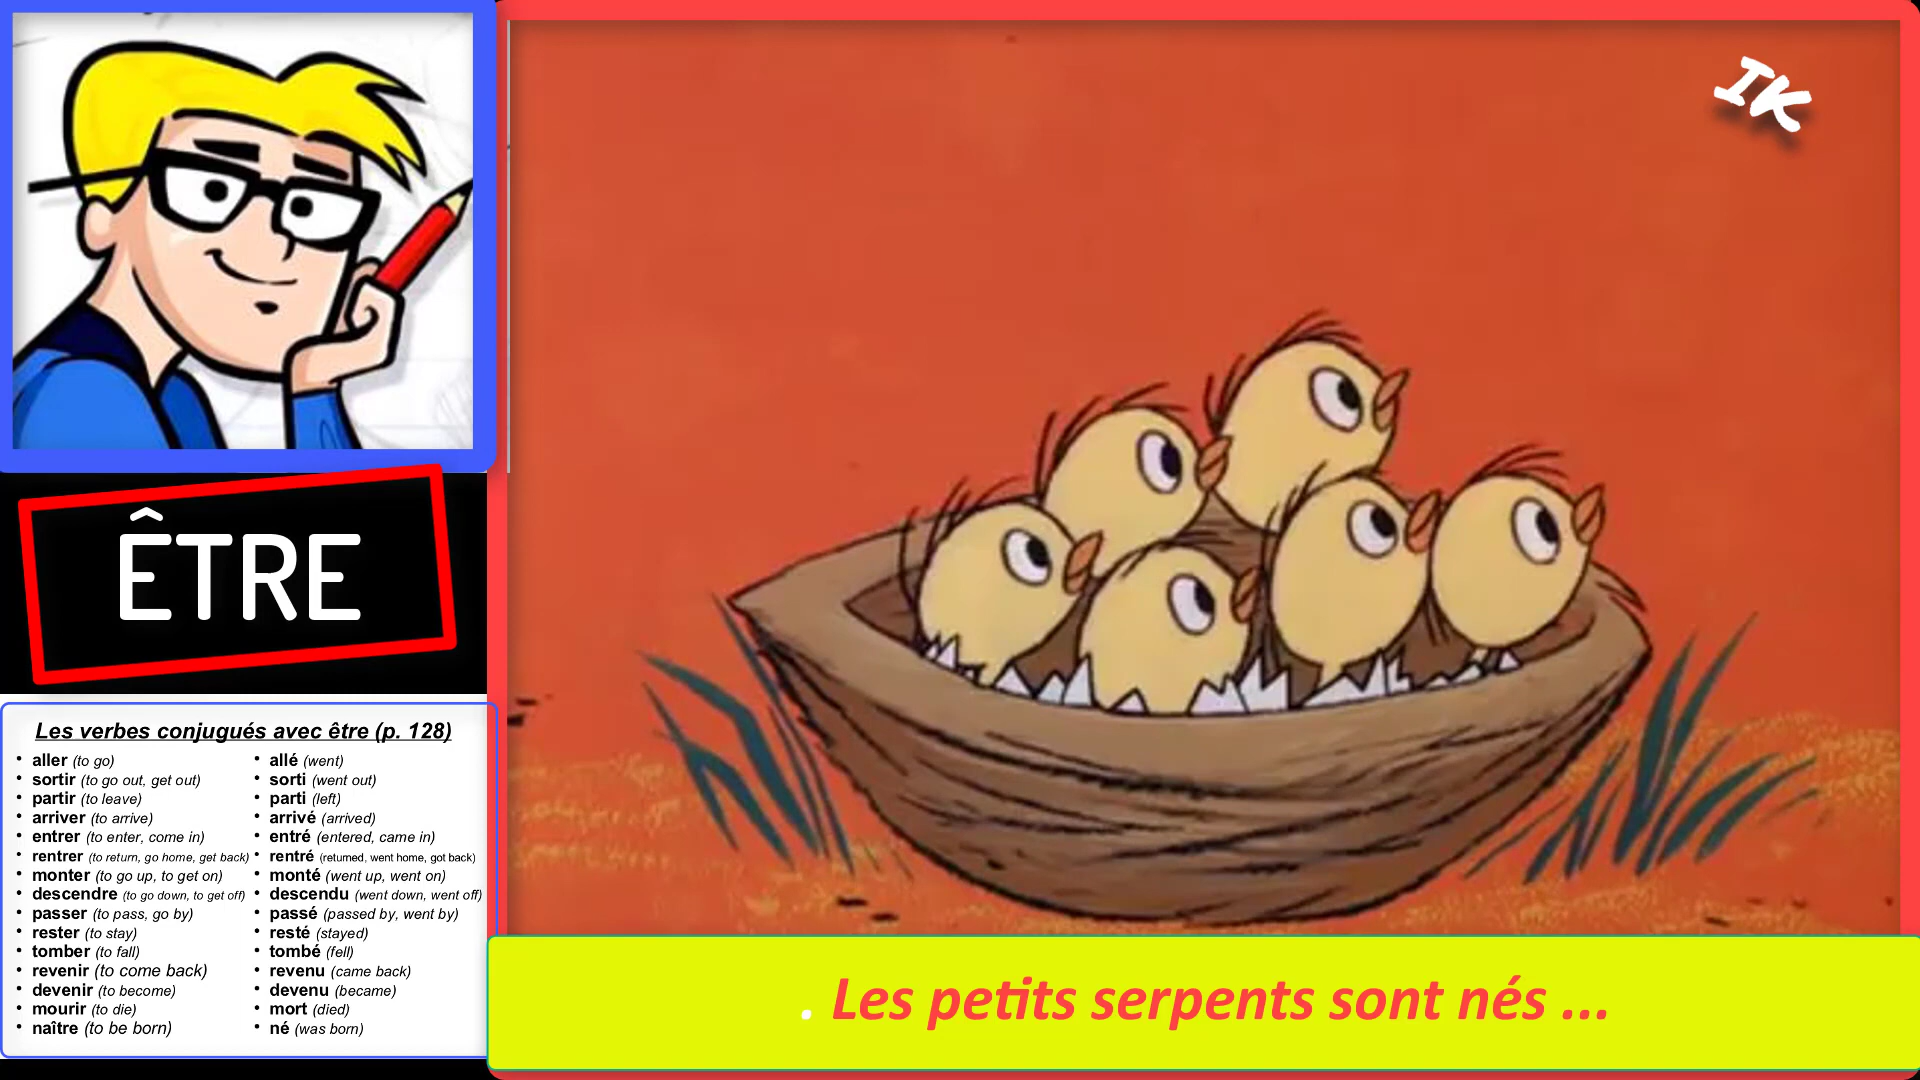 IK
ÊTRE
Les verbes conjugués avec être (p. 128)
• aller (to go) • allé (went)
• sortir (to go out, get out) • sorti (went out)
• partir (to leave) • parti (left)
• arriver (to arrive) • arrivé (arrived)
• entrer (to enter, come in) • entré (entered, came in)
• rentrer (to return, go home, get back) • rentré (returned, went home, got back)
• monter (to go up, to get on) • monté (went up, went on)
• descendre (to go down, to get off) • descendu (went down, went off)
• passer (to pass, go by) • passé (passed by, went by)
• rester (to stay) • resté (stayed)
• tomber (to fall) • tombé (fell)
• revenir (to come back) • revenu (came back)
• devenir (to become) • devenu (became)
• mourir (to die) • mort (died)
• naître (to be born) • né (was born)
. Les petits serpents sont nés ...